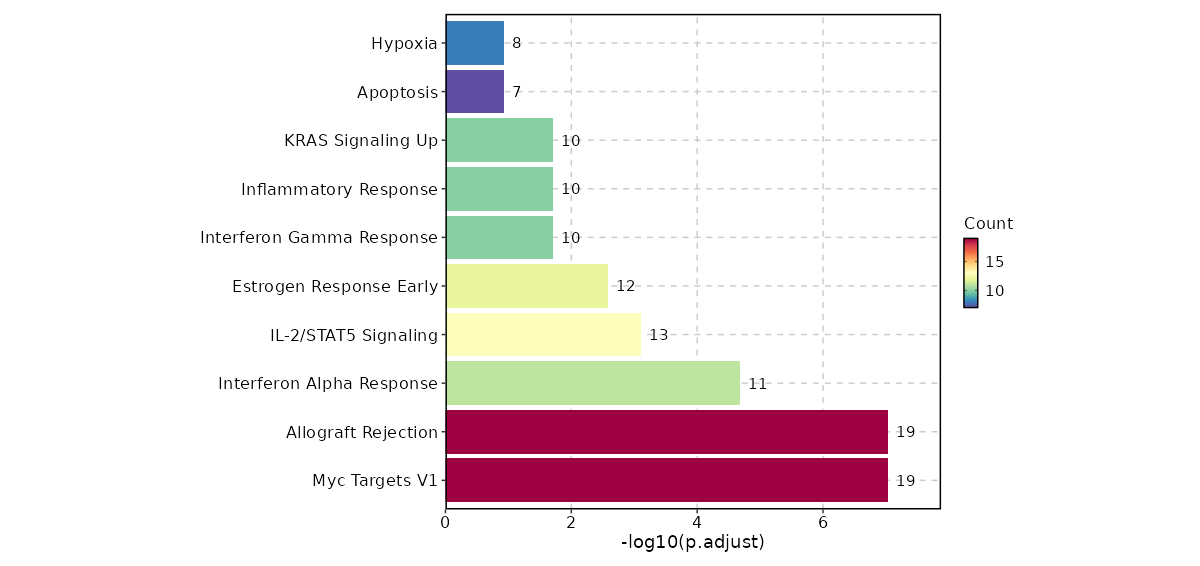 Hypoxia 8
Apoptosis 7
KRAS Signaling Up 10
Inflammatory Response 10
Interferon Gamma Response 10
Estrogen Response Early 12
IL-2/STAT5 Signaling 13
Interferon Alpha Response 11
Allograft Rejection 19
Myc Targets V1 19
0 2 4 6
-log10(p.adjust)
Count
15
10